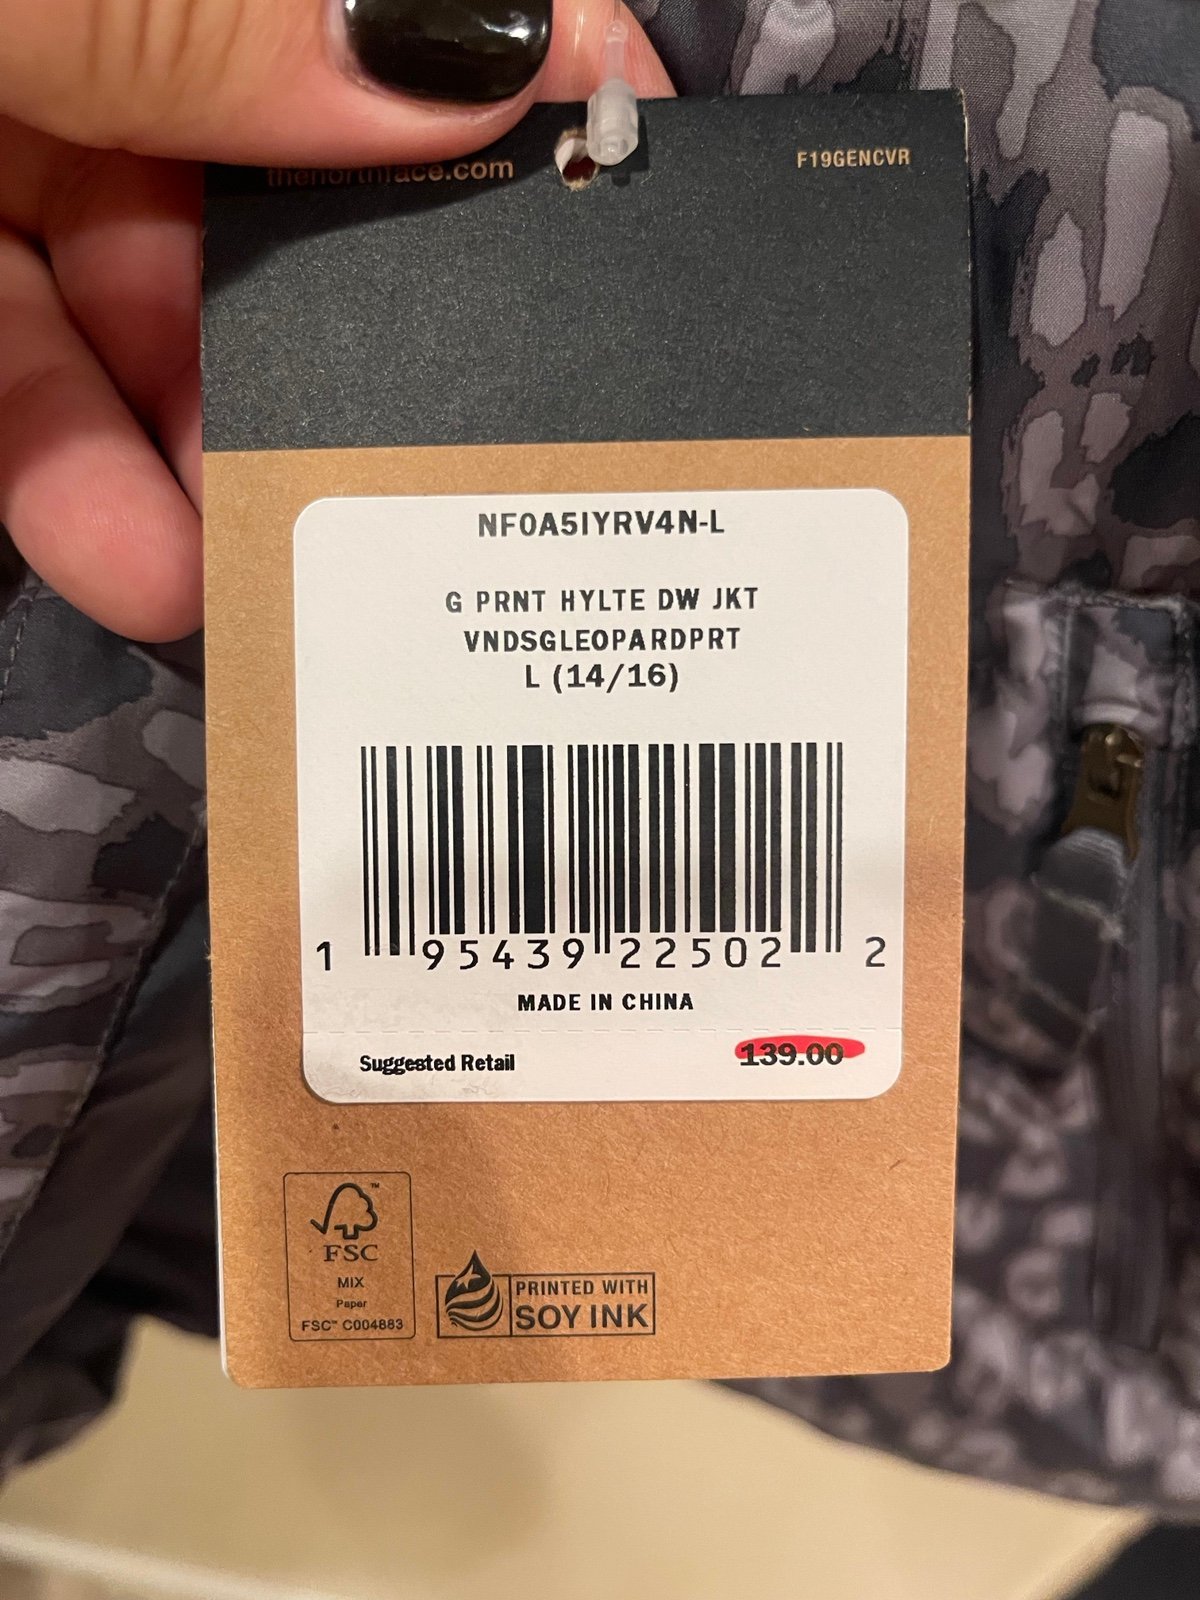 thenorthface.com
F19GENCVR
NF0A5IYRV4N-L
G PRNT HYLTE DW JKT
VNDSGLEOPARDPRT
L (14/16)
1 95439 22502 2
MADE IN CHINA
Suggested Retail 139.00
FSC
MIX
Paper
FSC™ C004883
PRINTED WITH
SOY INK